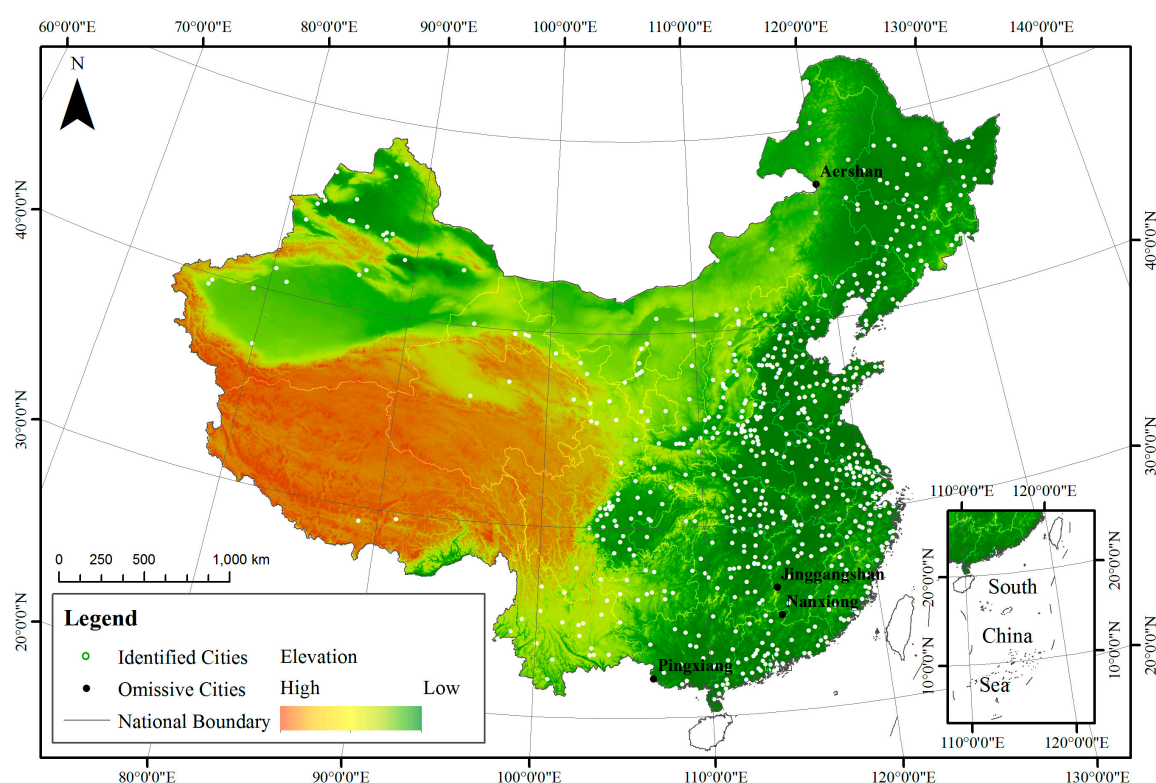 60°0'0"E 70°0'0"E 80°0'0"E 90°0'0"E 100°0'0"E 110°0'0"E 120°0'0"E 130°0'0"E 140°0'0"E
N
Aershan
40°0'0"N
40°0'0"N
30°0'0"N
30°0'0"N
110°0'0"E 120°0'0"E
0 250 500 1,000 km
20°0'0"N
20°0'0"N
Jinggangshan
South
Nanxiong
Legend
20°0'0"N
China
10°0'0"N
20°0'0"N
Identified Cities Elevation
Pingxiang
10°0'0"N
Sea
Omissive Cities High Low
National Boundary
110°0'0"E 120°0'0"E
80°0'0"E 90°0'0"E 100°0'0"E 110°0'0"E 120°0'0"E 130°0'0"E